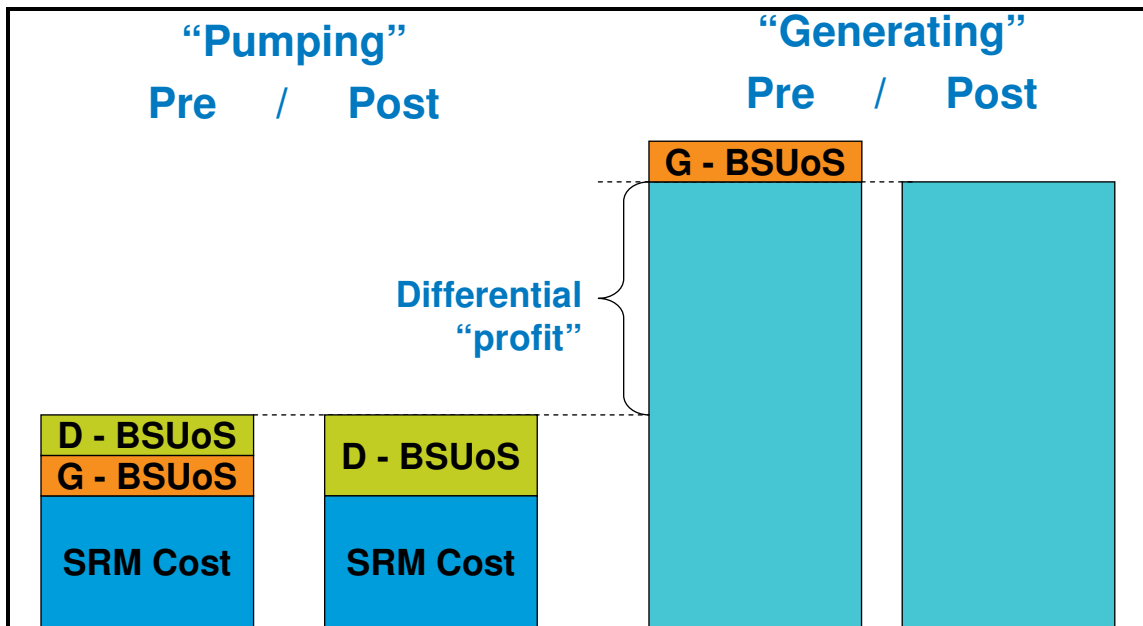 “Pumping”
Pre / Post
“Generating”
Pre / Post
G - BSUoS
Differential
“profit”
D - BSUoS
G - BSUoS
SRM Cost
D - BSUoS
SRM Cost